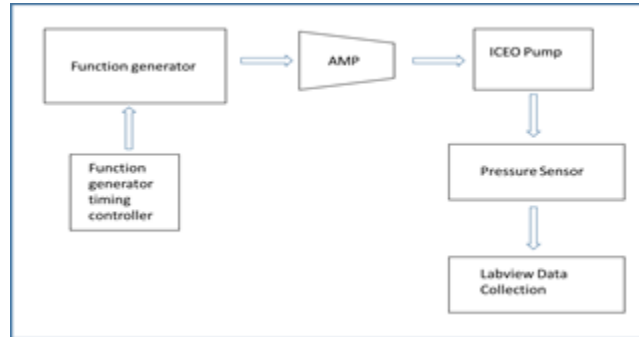 Function generator
AMP
ICEO Pump
Function
generator
timing
controller
Pressure Sensor
Labview Data
Collection